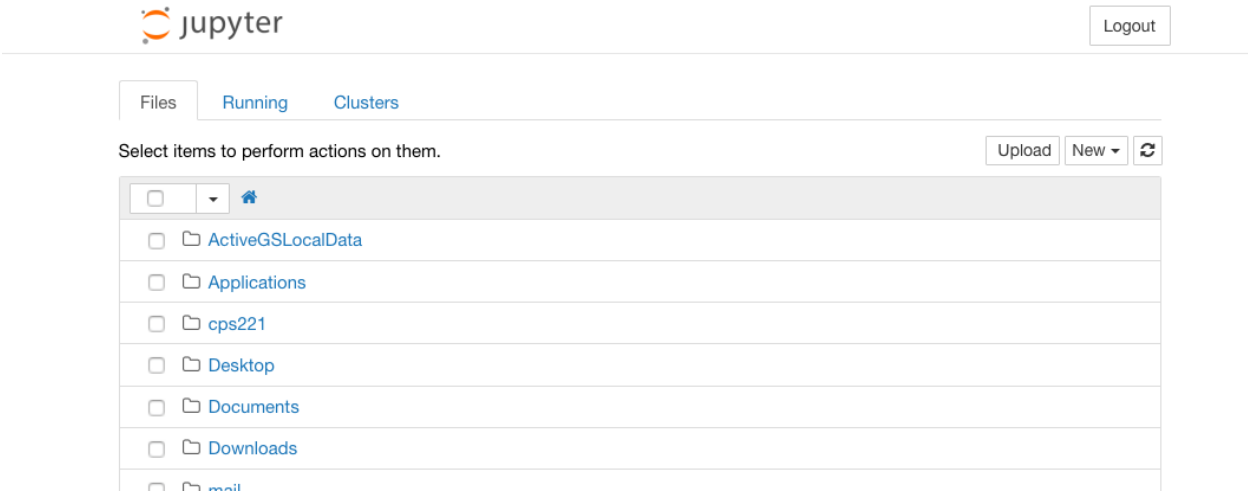 jupyter
Logout
Files Running Clusters
Select items to perform actions on them.
Upload New
ActiveGSLocalData
Applications
cps221
Desktop
Documents
Downloads
mail